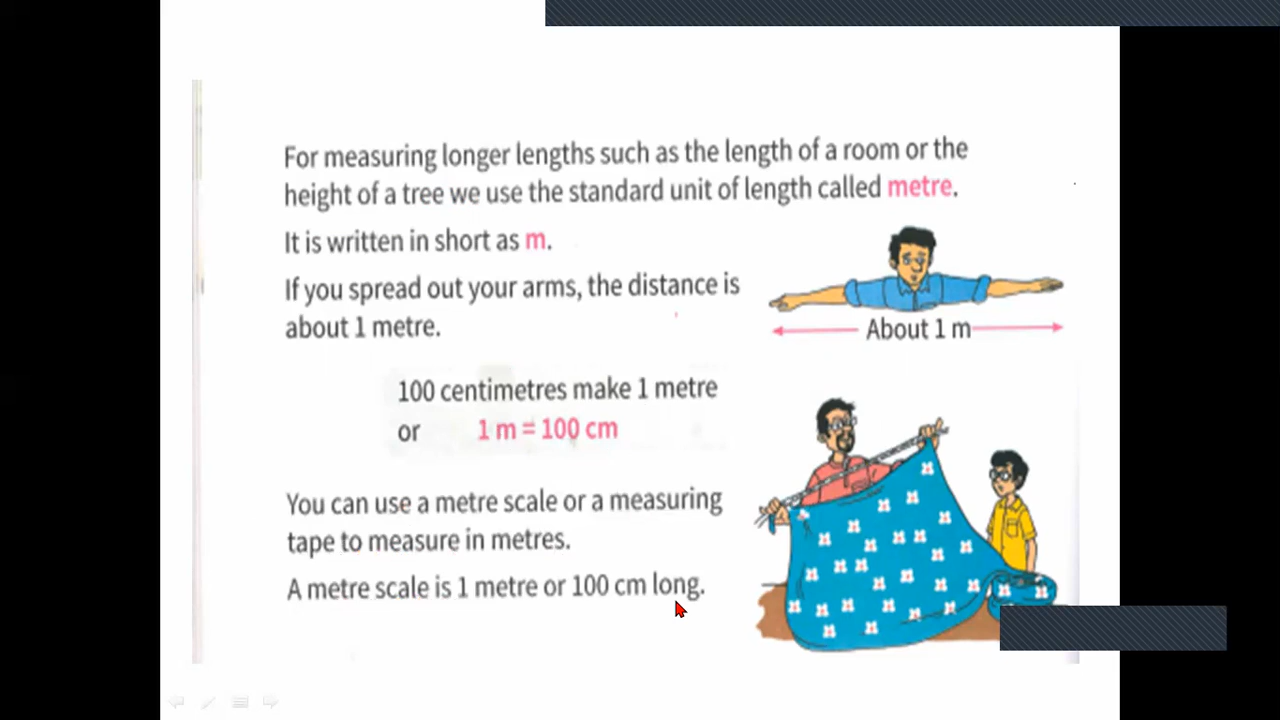 For measuring longer lengths such as the length of a room or the
height of a tree we use the standard unit of length called metre.
It is written in short as m.
If you spread out your arms, the distance is
about 1 metre.
About 1 m
100 centimetres make 1 metre
or 1 m = 100 cm
You can use a metre scale or a measuring
tape to measure in metres.
A metre scale is 1 metre or 100 cm long.